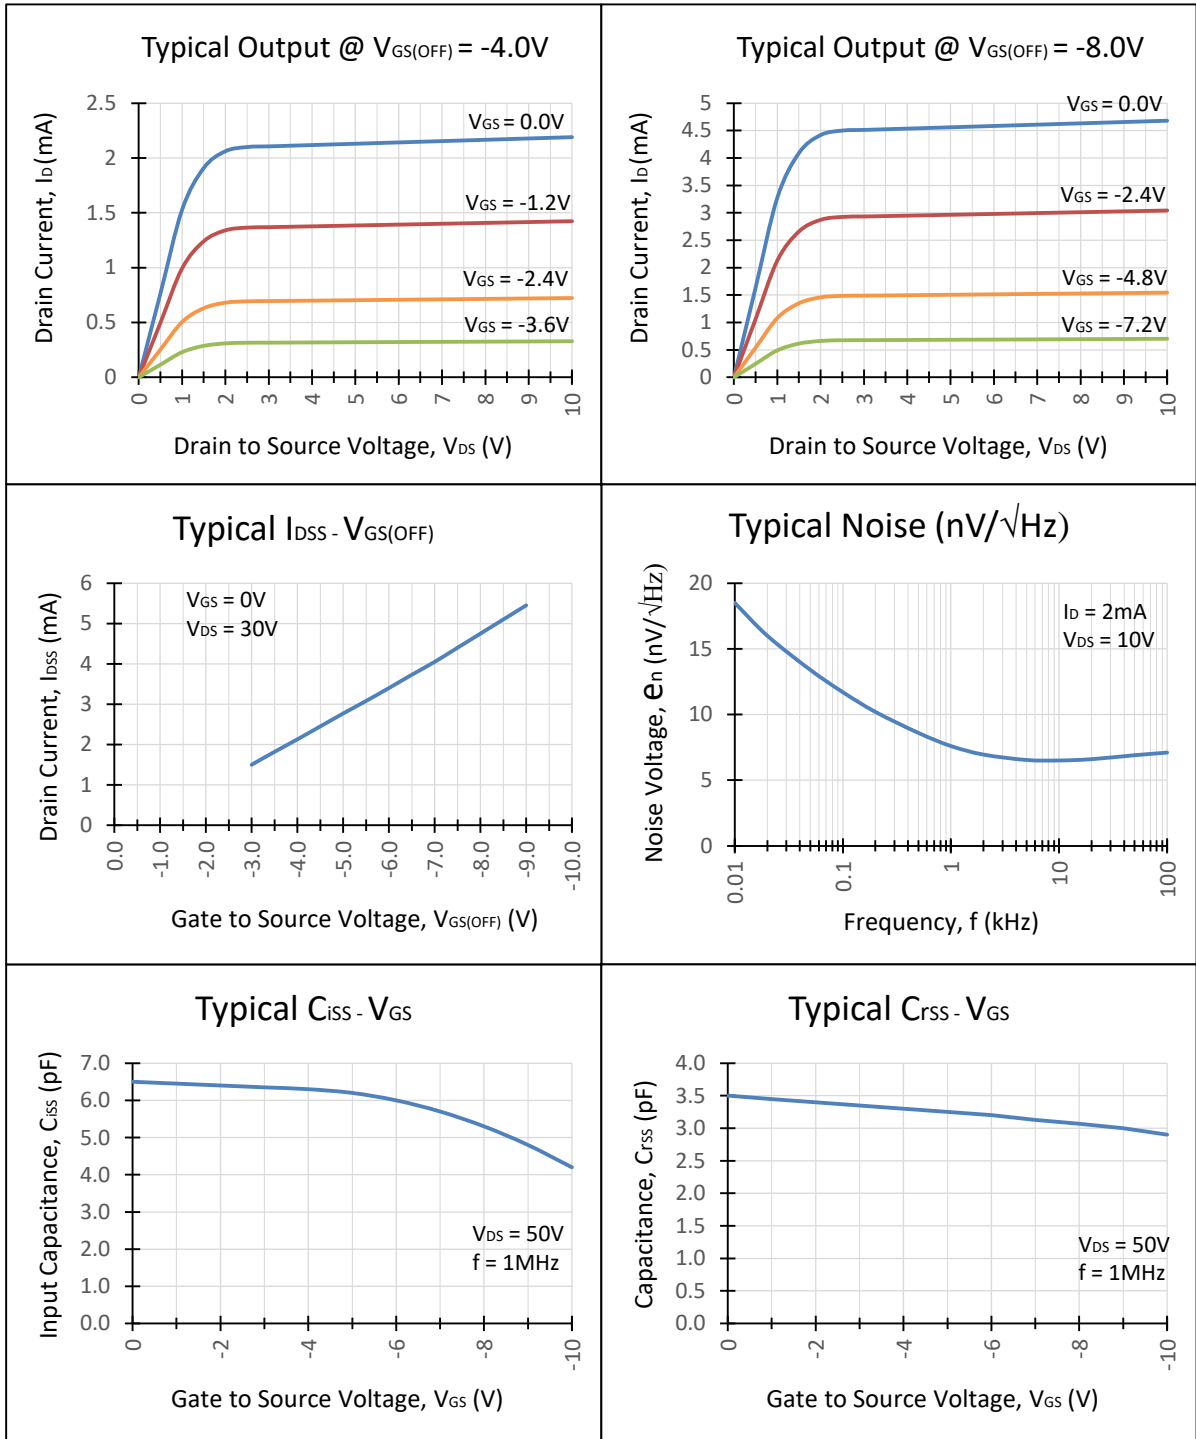 Typical Output @ VGS(OFF) = -4.0V
Drain Current, ID (mA)
2.5
2
1.5
1
0.5
0
VGS = 0.0V
VGS = -1.2V
VGS = -2.4V
VGS = -3.6V
0 1 2 3 4 5 6 7 8 9 10
Drain to Source Voltage, VDS (V)
Typical Output @ VGS(OFF) = -8.0V
Drain Current, ID (mA)
5
4.5
4
3.5
3
2.5
2
1.5
1
0.5
0
VGS = 0.0V
VGS = -2.4V
VGS = -4.8V
VGS = -7.2V
0 1 2 3 4 5 6 7 8 9 10
Drain to Source Voltage, VDS (V)
Typical IDSS - VGS(OFF)
Drain Current, IDSS (mA)
6
5
4
3
2
1
0
VGS = 0V
VDS = 30V
0.0 -1.0 -2.0 -3.0 -4.0 -5.0 -6.0 -7.0 -8.0 -9.0 -10.0
Gate to Source Voltage, VGS(OFF) (V)
Typical Noise (nV/√Hz)
Noise Voltage, en (nV/√Hz)
20
15
10
5
0
ID = 2mA
VDS = 10V
0.01 0.1 1 10 100
Frequency, f (kHz)
Typical CISS - VGS
Input Capacitance, CISS (pF)
7.0
6.0
5.0
4.0
3.0
2.0
1.0
0.0
VDS = 50V
f = 1MHz
0 -2 -4 -6 -8 -10
Gate to Source Voltage, VGS (V)
Typical Crss - VGS
Capacitance, Crss (pF)
4.0
3.5
3.0
2.5
2.0
1.5
1.0
0.5
0.0
VDS = 50V
f = 1MHz
0 -2 -4 -6 -8 -10
Gate to Source Voltage, VGS (V)